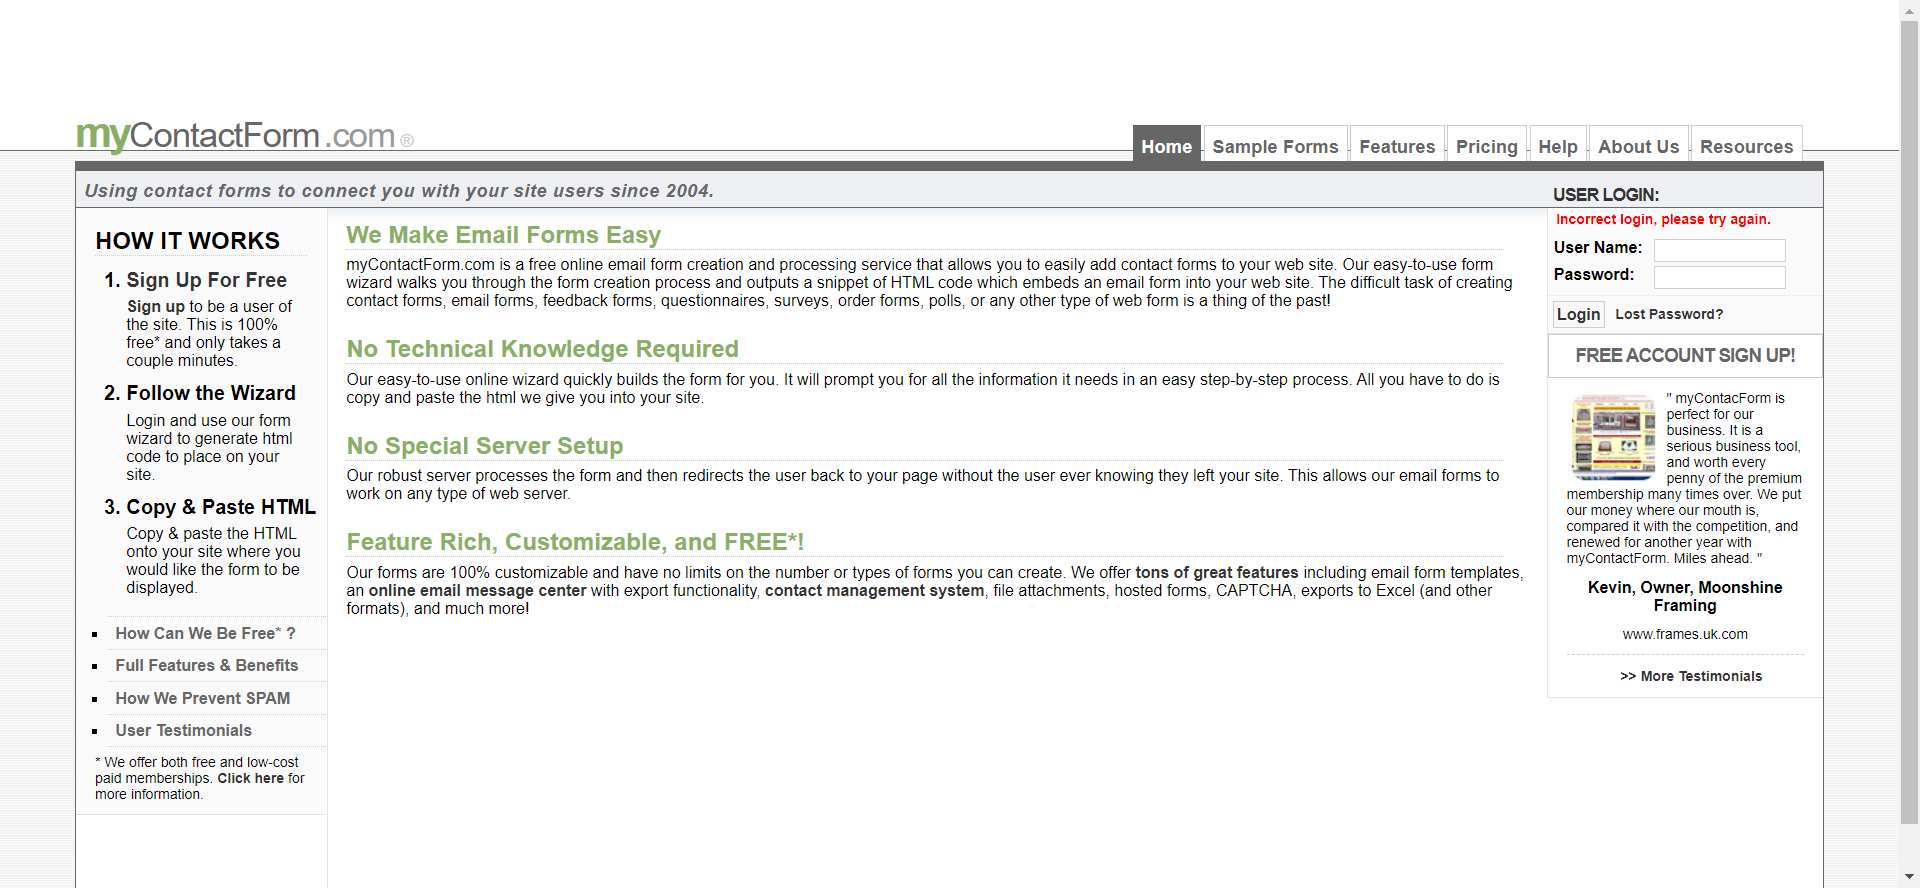 myContactForm.com ®
Home
Sample Forms
Features
Pricing
Help
About Us
Resources
Using contact forms to connect you with your site users since 2004.
HOW IT WORKS
1. Sign Up For Free
Sign up to be a user of
the site. This is 100%
free* and only takes a
couple minutes.
2. Follow the Wizard
Login and use our form
wizard to generate html
code to place on your
site.
3. Copy & Paste HTML
Copy & paste the HTML
onto your site where you
would like the form to be
displayed.
How Can We Be Free* ?
Full Features & Benefits
How We Prevent SPAM
User Testimonials
* We offer both free and low-cost
paid memberships. Click here for
more information.
We Make Email Forms Easy
myContactForm.com is a free online email form creation and processing service that allows you to easily add contact forms to your web site. Our easy-to-use form
wizard walks you through the form creation process and outputs a snippet of HTML code which embeds an email form into your web site. The difficult task of creating
contact forms, email forms, feedback forms, questionnaires, surveys, order forms, polls, or any other type of web form is a thing of the past!
No Technical Knowledge Required
Our easy-to-use online wizard quickly builds the form for you. It will prompt you for all the information it needs in an easy step-by-step process. All you have to do is
copy and paste the html we give you into your site.
No Special Server Setup
Our robust server processes the form and then redirects the user back to your page without the user ever knowing they left your site. This allows our email forms to
work on any type of web server.
Feature Rich, Customizable, and FREE*!
Our forms are 100% customizable and have no limits on the number or types of forms you can create. We offer tons of great features including email form templates,
an online email message center with export functionality, contact management system, file attachments, hosted forms, CAPTCHA, exports to Excel (and other
formats), and much more!
USER LOGIN:
Incorrect login, please try again.
User Name:
Password:
Login
Lost Password?
FREE ACCOUNT SIGN UP!
" myContacForm is
perfect for our
business. It is a
serious business tool,
and worth every
penny of the premium
membership many times over. We put
our money where our mouth is,
compared it with the competition, and
renewed for another year with
myContactForm. Miles ahead. "
Kevin, Owner, Moonshine
Framing
www.frames.uk.com
>> More Testimonials